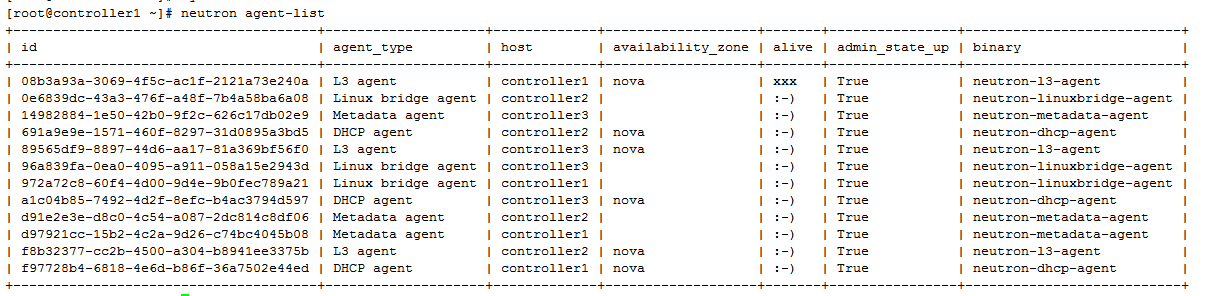 [root@controller1 ~]# neutron agent-list
+--------------------------------------+--------------------+-------------+-------------------+-------+----------------+---------------------------+
| id                                   | agent_type         | host        | availability_zone | alive | admin_state_up | binary                    |
+--------------------------------------+--------------------+-------------+-------------------+-------+----------------+---------------------------+
| 08b3a93a-3069-4f5c-ac1f-2121a73e240a | L3 agent           | controller1 | nova              | xxx   | True           | neutron-l3-agent          |
| 0e6839dc-43a3-476f-a48f-7b4a58ba6a08 | Linux bridge agent | controller2 |                   | :-)   | True           | neutron-linuxbridge-agent |
| 14982884-1e50-42b0-9f2c-626c17db02e9 | Metadata agent     | controller3 |                   | :-)   | True           | neutron-metadata-agent    |
| 691a9e9e-1571-460f-8297-31d0895a3bd5 | DHCP agent         | controller2 | nova              | :-)   | True           | neutron-dhcp-agent        |
| 89565df9-8897-44d6-aa17-81a369bf56f0 | L3 agent           | controller3 | nova              | :-)   | True           | neutron-l3-agent          |
| 96a839fa-0ea0-4095-a911-058a15e2943d | Linux bridge agent | controller3 |                   | :-)   | True           | neutron-linuxbridge-agent |
| 972a72c8-60f4-4d00-9d4e-9b0fec789a21 | Linux bridge agent | controller1 |                   | :-)   | True           | neutron-linuxbridge-agent |
| a1c04b85-7492-4d2f-8efc-b4ac3794d597 | DHCP agent         | controller3 | nova              | :-)   | True           | neutron-dhcp-agent        |
| d91e2e3e-d8c0-4c54-a087-2dc814c8df06 | Metadata agent     | controller2 |                   | :-)   | True           | neutron-metadata-agent    |
| d97921cc-15b2-4c2a-9d26-c74bc4045b08 | Metadata agent     | controller1 |                   | :-)   | True           | neutron-metadata-agent    |
| f8b32377-cc2b-4500-a304-b8941ee3375b | L3 agent           | controller2 | nova              | :-)   | True           | neutron-l3-agent          |
| f97728b4-6818-4e6d-b86f-36a7502e44ed | DHCP agent         | controller1 | nova              | :-)   | True           | neutron-dhcp-agent        |
+--------------------------------------+--------------------+-------------+-------------------+-------+----------------+---------------------------+